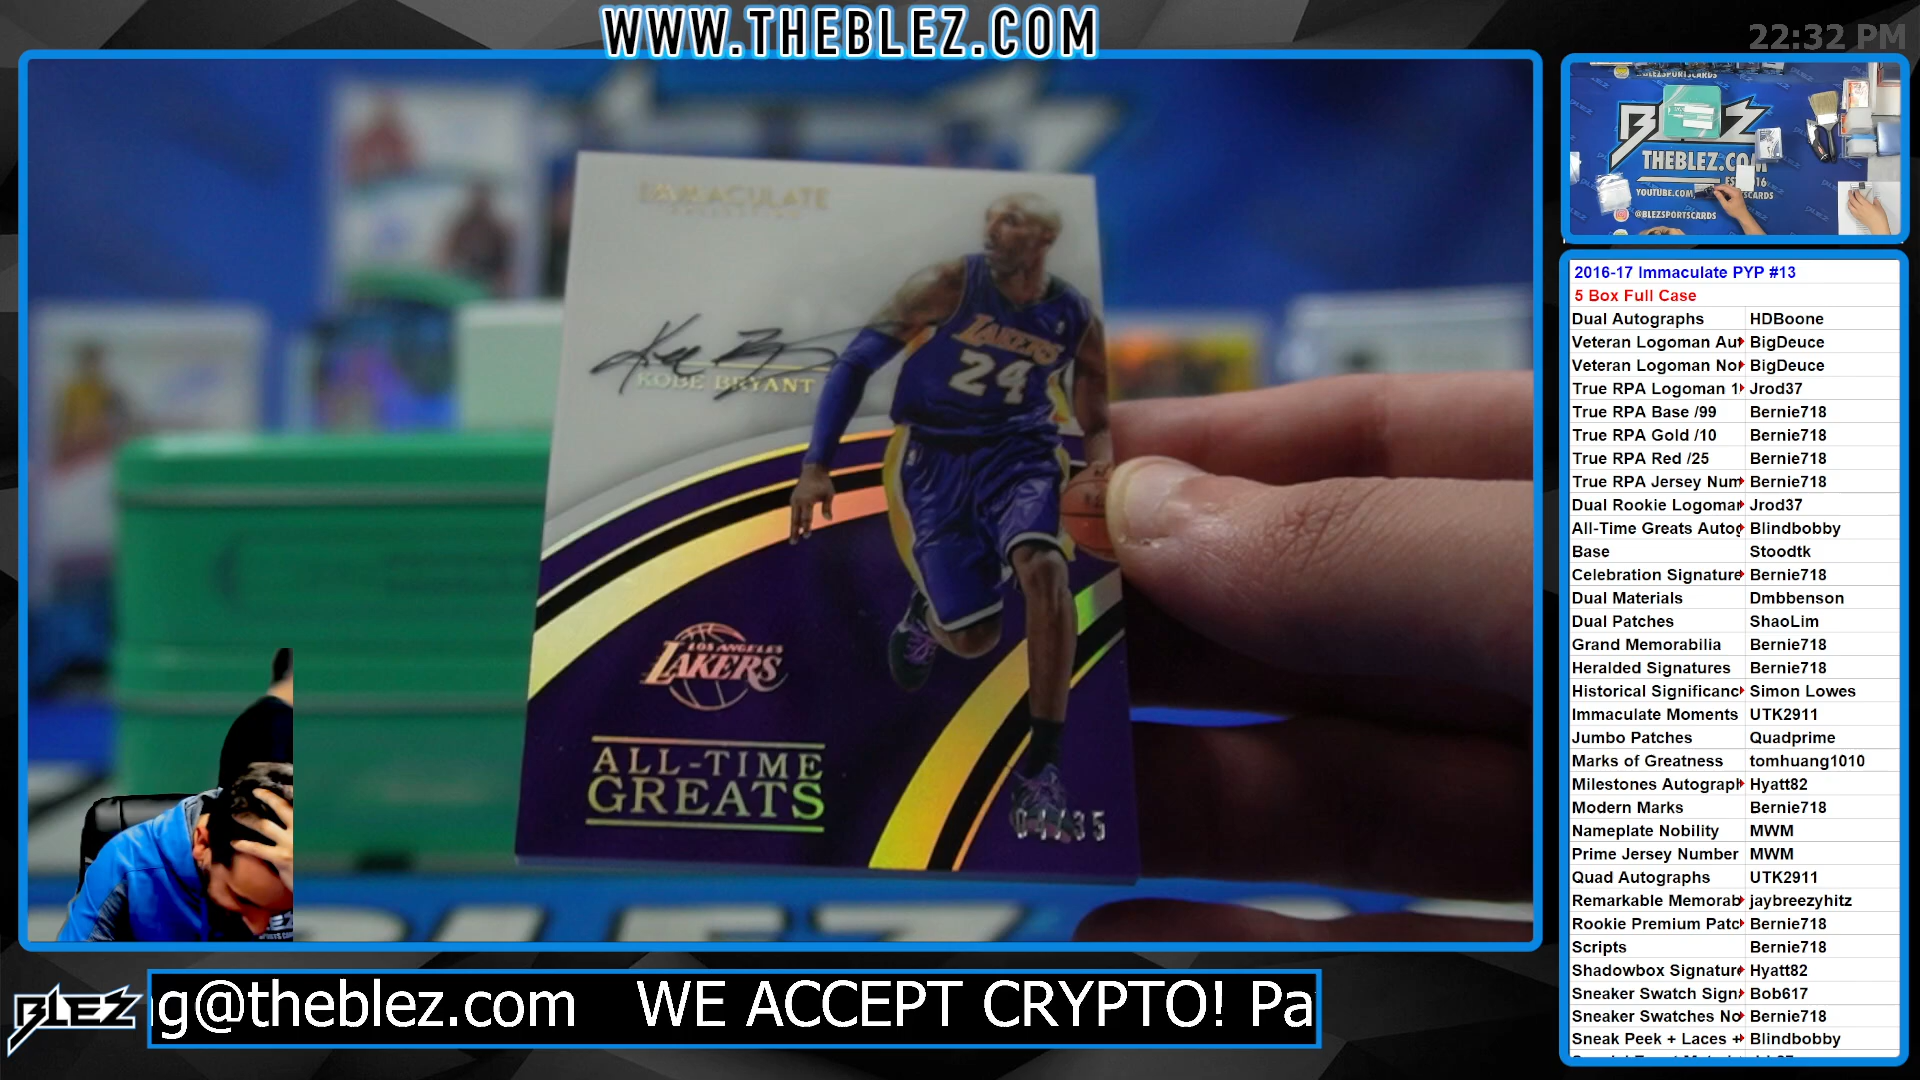 WWW.THEBLEZ.COM
22:32 PM
IMMACULATE
KOBE BRYANT
LAKERS
24
LOS ANGELES
LAKERS
ALL-TIME
GREATS
04/35
BLEZ
THEBLEZ.COM
YOUTUBE.COM
@BLEZSPORTSCARDS
2016-17 Immaculate PYP #13
5 Box Full Case
Dual Autographs HDBoone
Veteran Logoman Au BigDeuce
Veteran Logoman No BigDeuce
True RPA Logoman 1 Jrod37
True RPA Base /99 Bernie718
True RPA Gold /10 Bernie718
True RPA Red /25 Bernie718
True RPA Jersey Num Bernie718
Dual Rookie Logoma Jrod37
All-Time Greats Autog Blindbobby
Base Stoodtk
Celebration Signature Bernie718
Dual Materials Dmbbenson
Dual Patches ShaoLim
Grand Memorabilia Bernie718
Heralded Signatures Bernie718
Historical Significanc Simon Lowes
Immaculate Moments UTK2911
Jumbo Patches Quadprime
Marks of Greatness tomhuang1010
Milestones Autograph Hyatt82
Modern Marks Bernie718
Nameplate Nobility MWM
Prime Jersey Number MWM
Quad Autographs UTK2911
Remarkable Memorab jaybreezyhitz
Rookie Premium Patc Bernie718
Scripts Bernie718
Shadowbox Signature Hyatt82
Sneaker Swatch Sign Bob617
Sneaker Swatches No Bernie718
Sneak Peek + Laces + Blindbobby
BLEZ
g@theblez.com WE ACCEPT CRYPTO! Pa